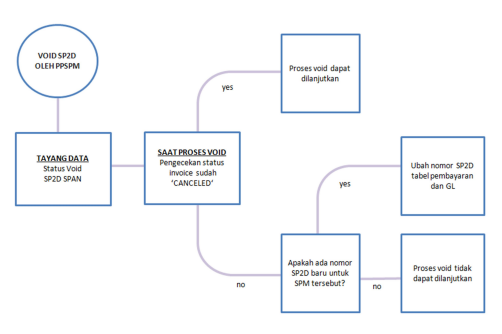 VOID SP2D
OLEH PPSPM
TAYANG DATA
Status Void
SP2D SPAN
SAAT PROSES VOID
Pengecekan status
invoice sudah
‘CANCELED’
yes
Proses void dapat
dilanjutkan
no
Apakah ada nomor
SP2D baru untuk
SPM tersebut?
yes
Ubah nomor SP2D
tabel pembayaran
dan GL
no
Proses void tidak
dapat dilanjutkan